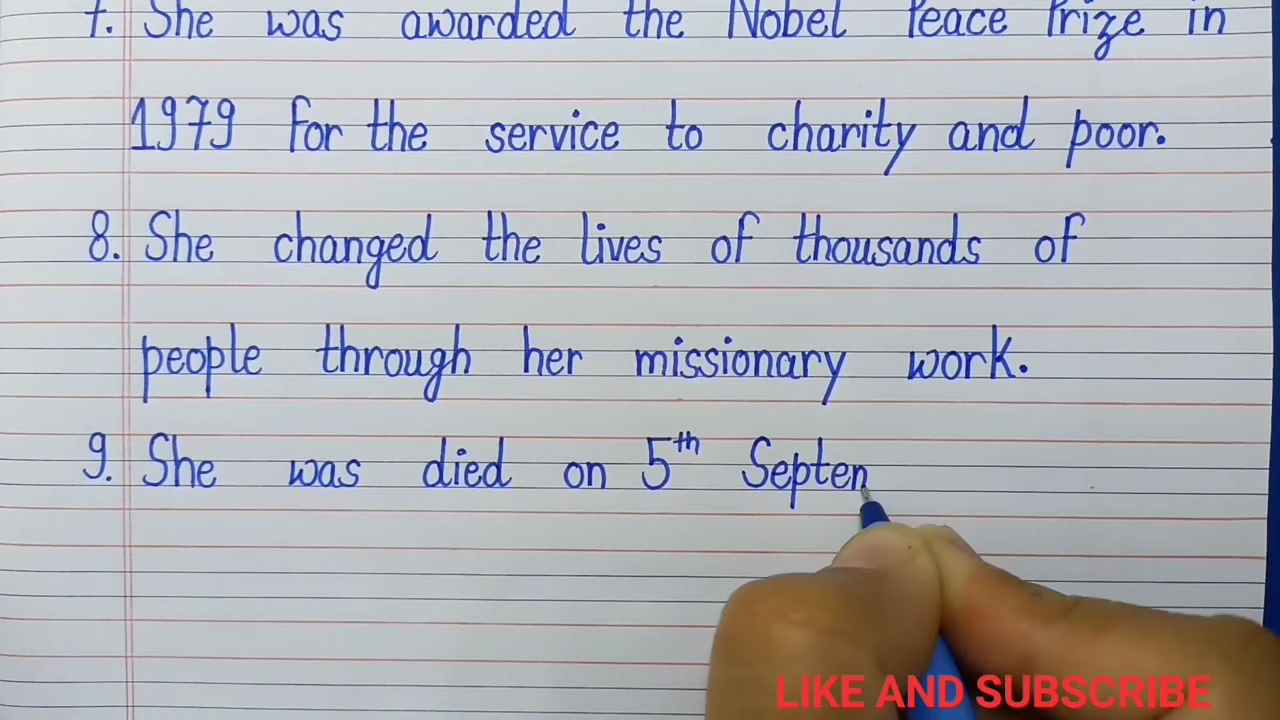 7. She was awarded the Nobel Peace Prize in
1979 for the service to charity and poor.
8. She changed the lives of thousands of
people through her missionary work.
9. She was died on 5th Septen
LIKE AND SUBSCRIBE